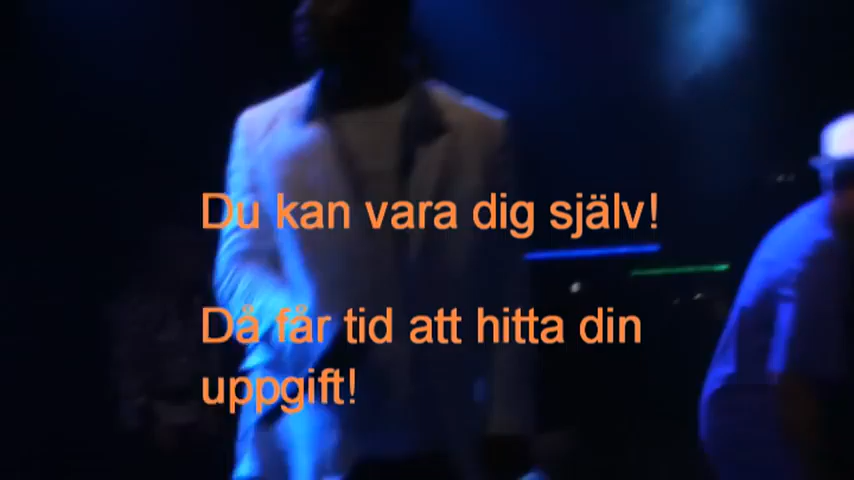 Du kan vara dig själv!
Då får tid att hitta din
uppgift!